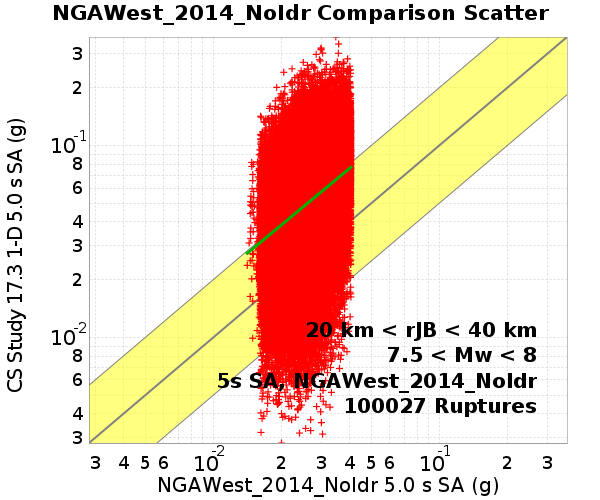 NGAWest_2014_NoIdr Comparison Scatter
CS Study 17.3 1-D 5.0 s SA (g)
3
2
10⁻¹
8
6
4
3
2
10⁻²
8
6
4
3
20 km < rJB < 40 km
7.5 < Mw < 8
5s SA, NGAWest_2014_NoIdr
100027 Ruptures
3 4 5 6 10⁻² 2 3 4 5 6 10⁻¹ 2 3
NGAWest_2014_NoIdr 5.0 s SA (g)